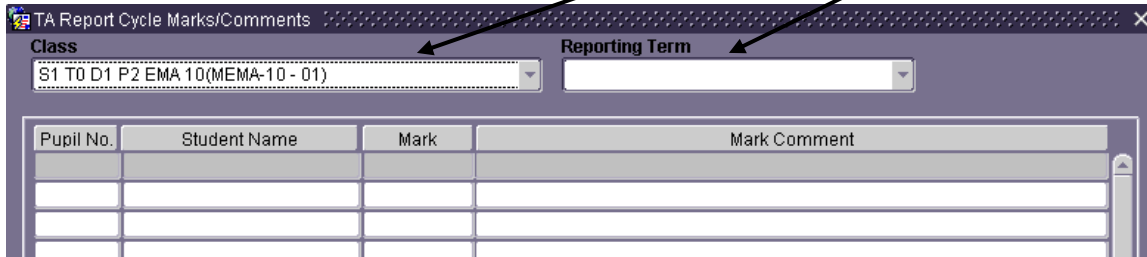 TA Report Cycle Marks/Comments
Class Reporting Term
S1 T0 D1 P2 EMA 10(MEMA-10 - 01)
Pupil No. Student Name Mark Mark Comment